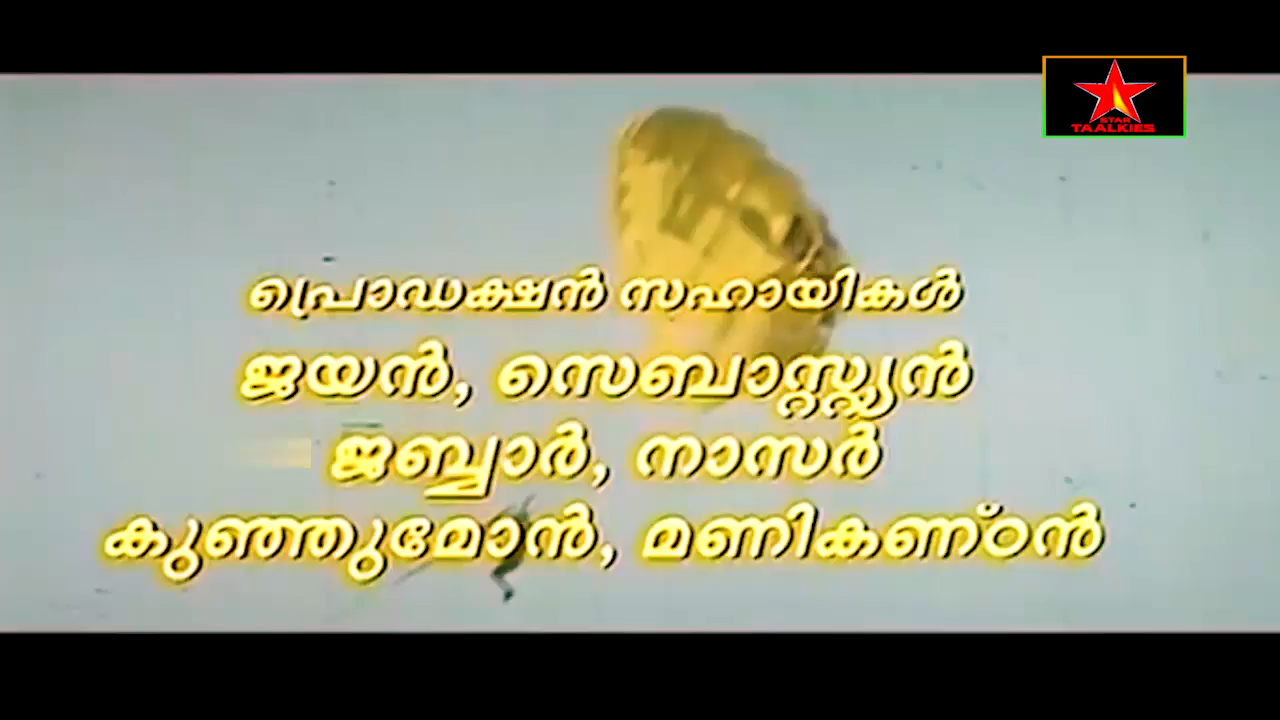 STAR
TAALKIES
പ്രൊഡക്ഷൻ സഹായികൾ
ജയൻ, സെബാസ്റ്റ്യൻ
ജബ്ബാർ, നാസർ
കുഞ്ഞുമോൻ, മണികണ്ഠൻ